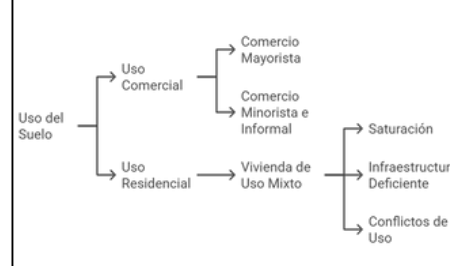 Comercio
Mayorista
Uso
Comercial
Comercio
Minorista e
Informal
Uso del
Suelo
Saturación
Uso
Residencial
Vivienda de
Uso Mixto
Infraestructur
Deficiente
Conflictos de
Uso